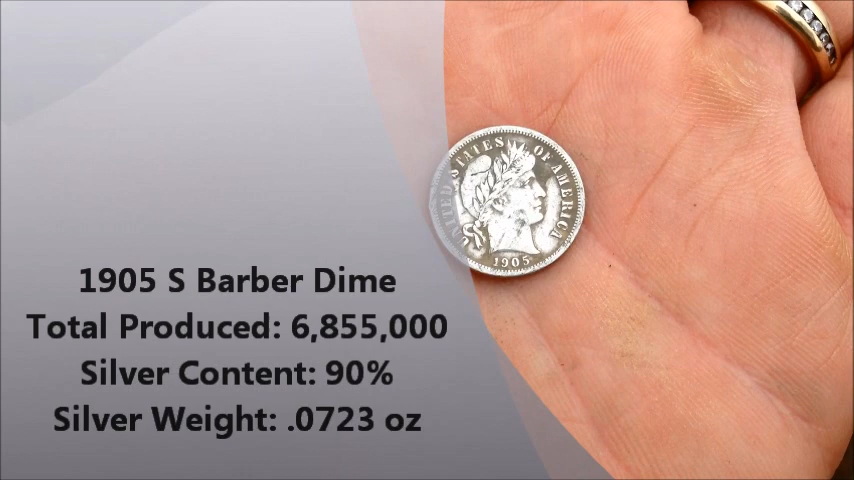 1905 S Barber Dime
Total Produced: 6,855,000
Silver Content: 90%
Silver Weight: .0723 oz
UNITED STATES OF AMERICA
1905